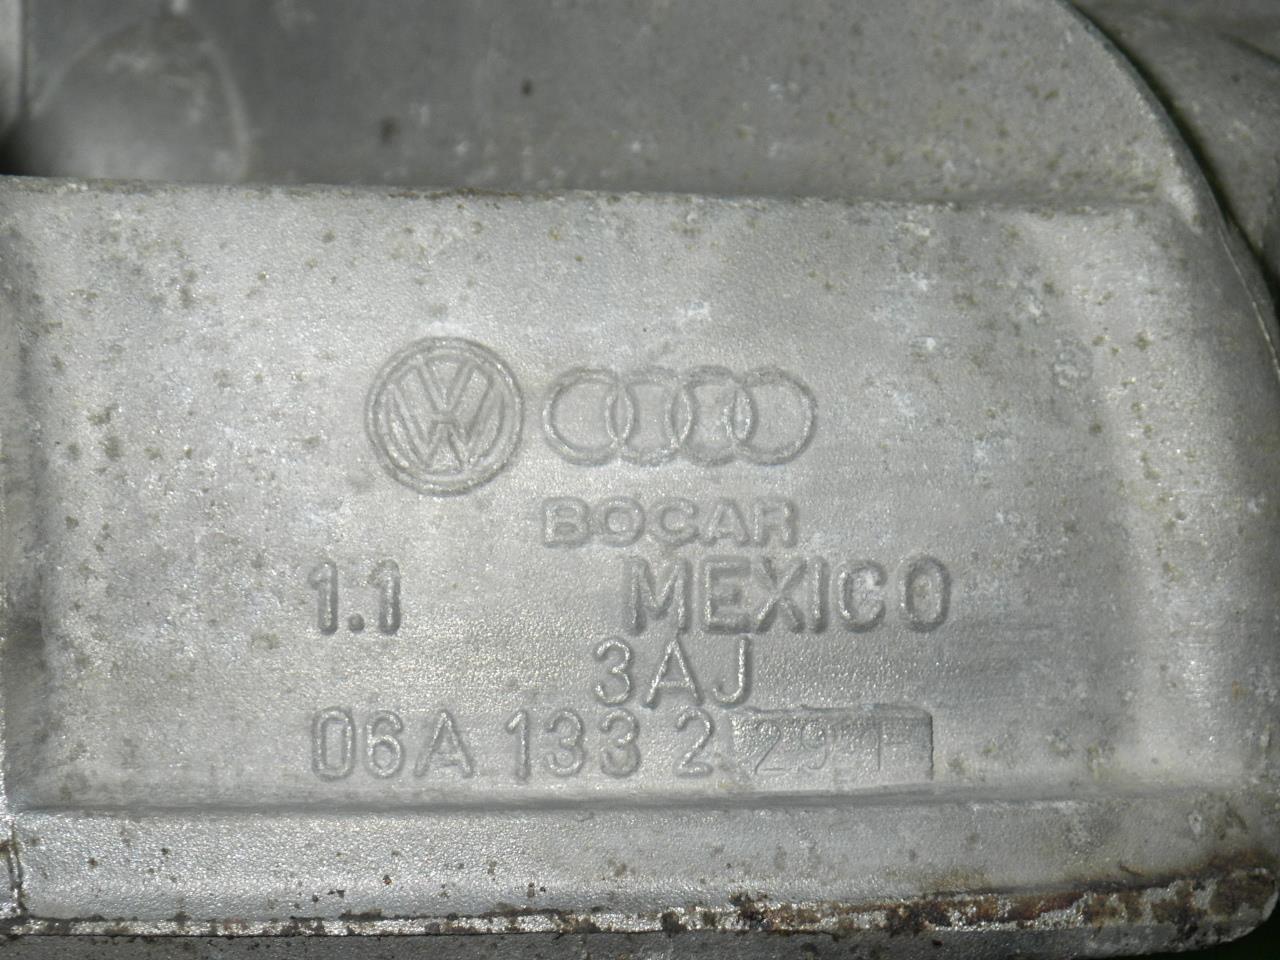 BOCAR
1.1 MEXICO
3AJ
06A 133 2